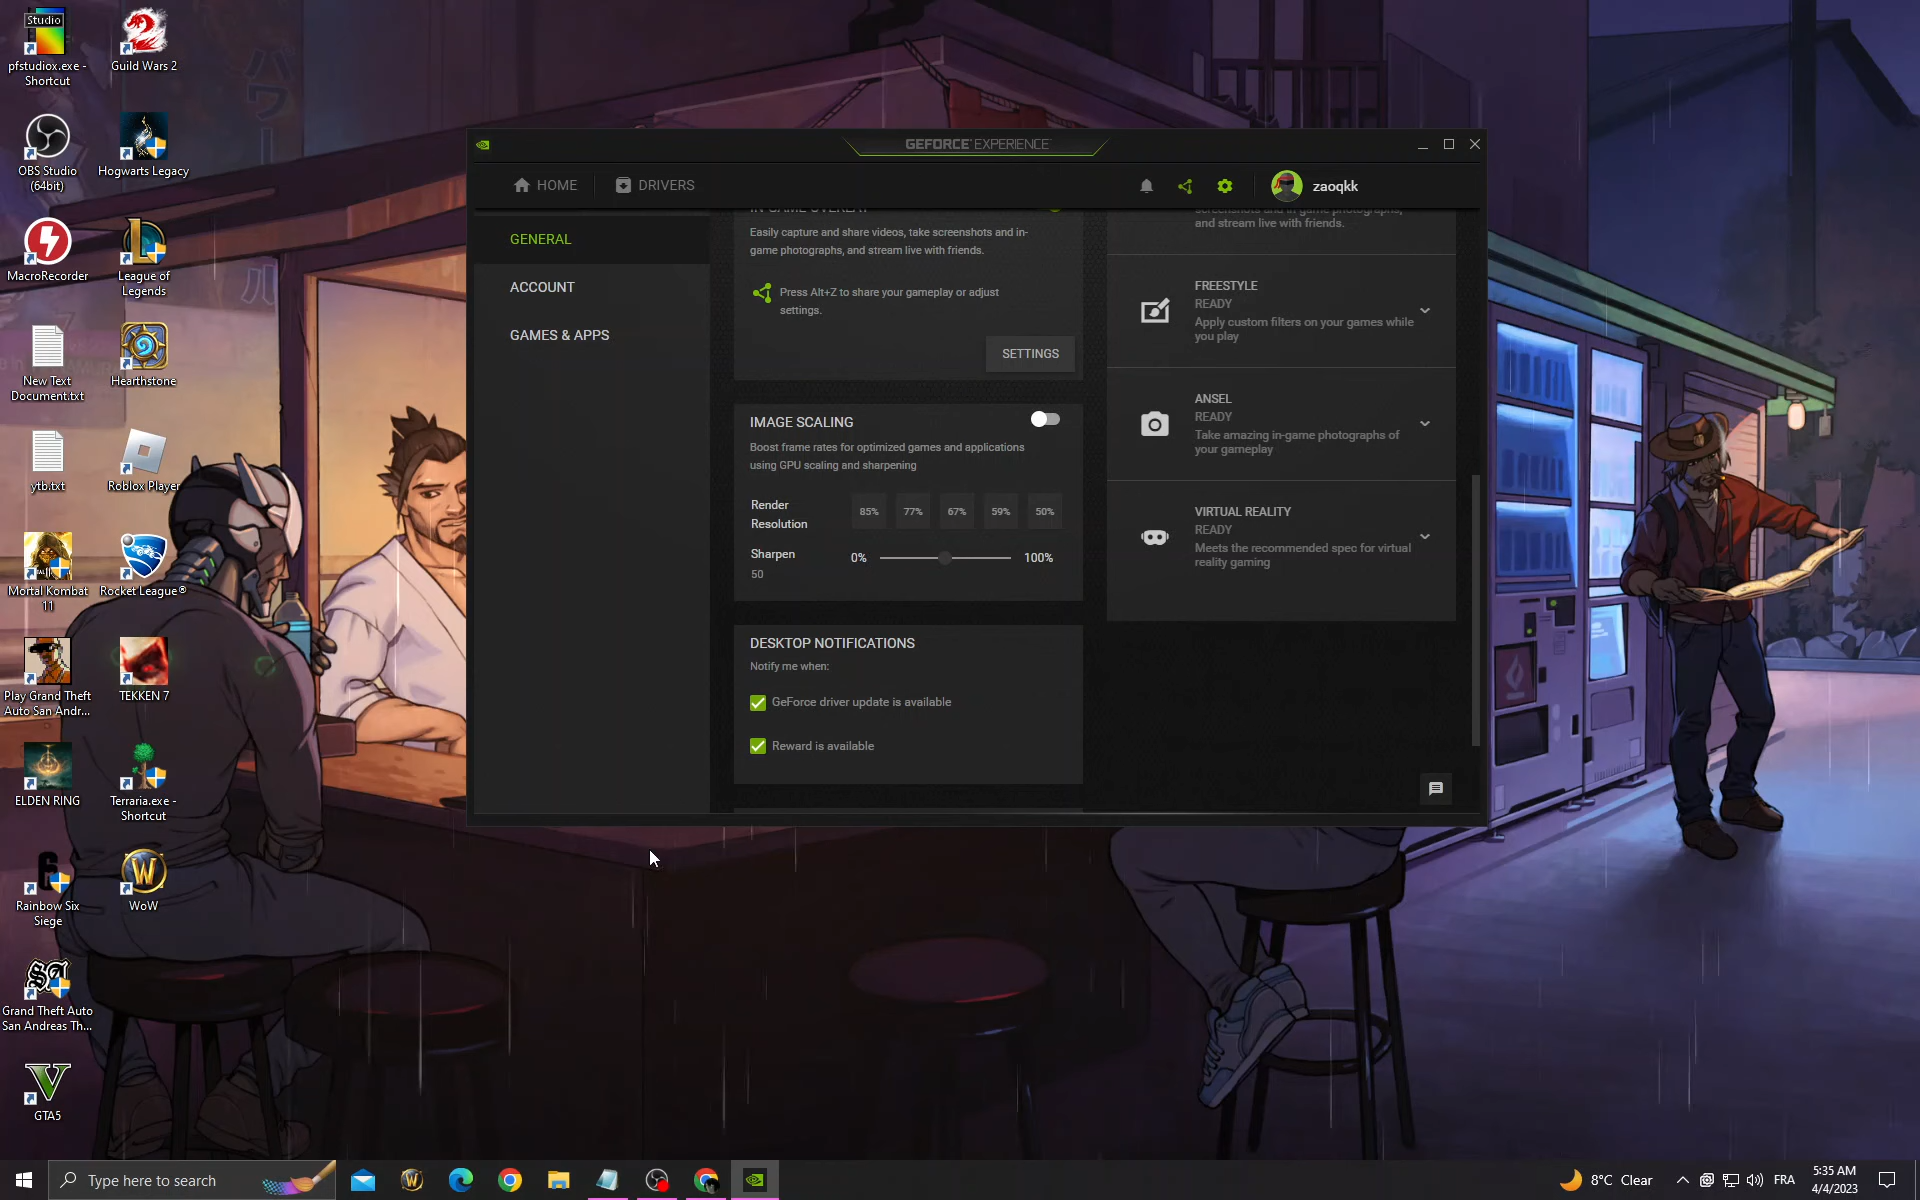 Studio
pfstudiox.exe -
Shortcut
Guild Wars 2
OBS Studio
(64bit)
Hogwarts Legacy
MacroRecorder
League of
Legends
New Text
Document.txt
Hearthstone
ytb.txt
Roblox Player
Mortal Kombat
11
Rocket League®
Play Grand Theft
Auto San Andr...
TEKKEN 7
ELDEN RING
Terraria.exe -
Shortcut
Rainbow Six
Siege
WoW
Grand Theft Auto
San Andreas Th...
GTA5
GEFORCE EXPERIENCE
HOME
DRIVERS
zaoqkk
GENERAL
ACCOUNT
GAMES & APPS
IN-GAME OVERLAY
Easily capture and share videos, take screenshots and in-
game photographs, and stream live with friends.
Press Alt+Z to share your gameplay or adjust
settings.
SETTINGS
IMAGE SCALING
Boost frame rates for optimized games and applications
using GPU scaling and sharpening
Render
Resolution
85% 77% 67% 59% 50%
Sharpen
50
0% 100%
DESKTOP NOTIFICATIONS
Notify me when:
GeForce driver update is available
Reward is available
screenshots and in-game photographs,
and stream live with friends.
FREESTYLE
READY
Apply custom filters on your games while
you play
ANSEL
READY
Take amazing in-game photographs of
your gameplay
VIRTUAL REALITY
READY
Meets the recommended spec for virtual
reality gaming
Type here to search
8°C Clear
FRA
5:35 AM
4/4/2023